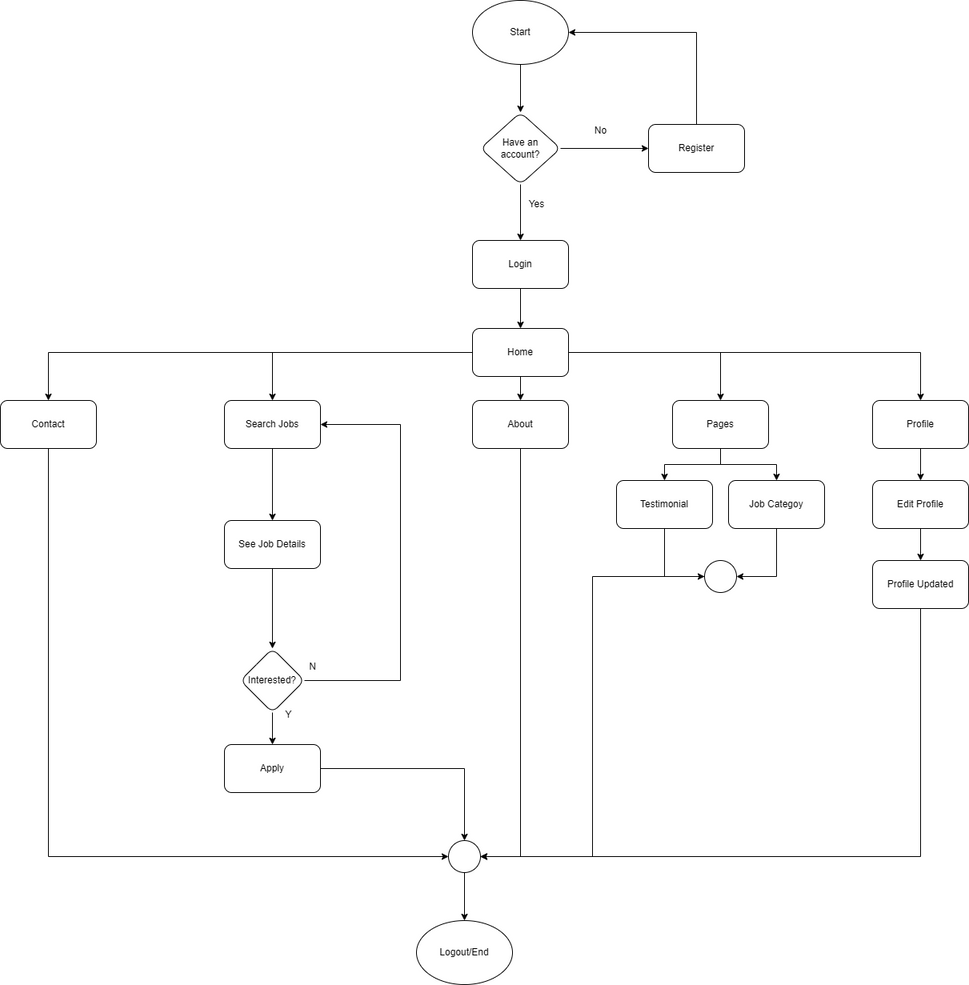 Start
Have an
account?
No
Register
Yes
Login
Home
Contact
Search Jobs
About
Pages
Profile
Testimonial
Job Categoy
Edit Profile
See Job Details
Profile Updated
N
Interested?
Y
Apply
Logout/End